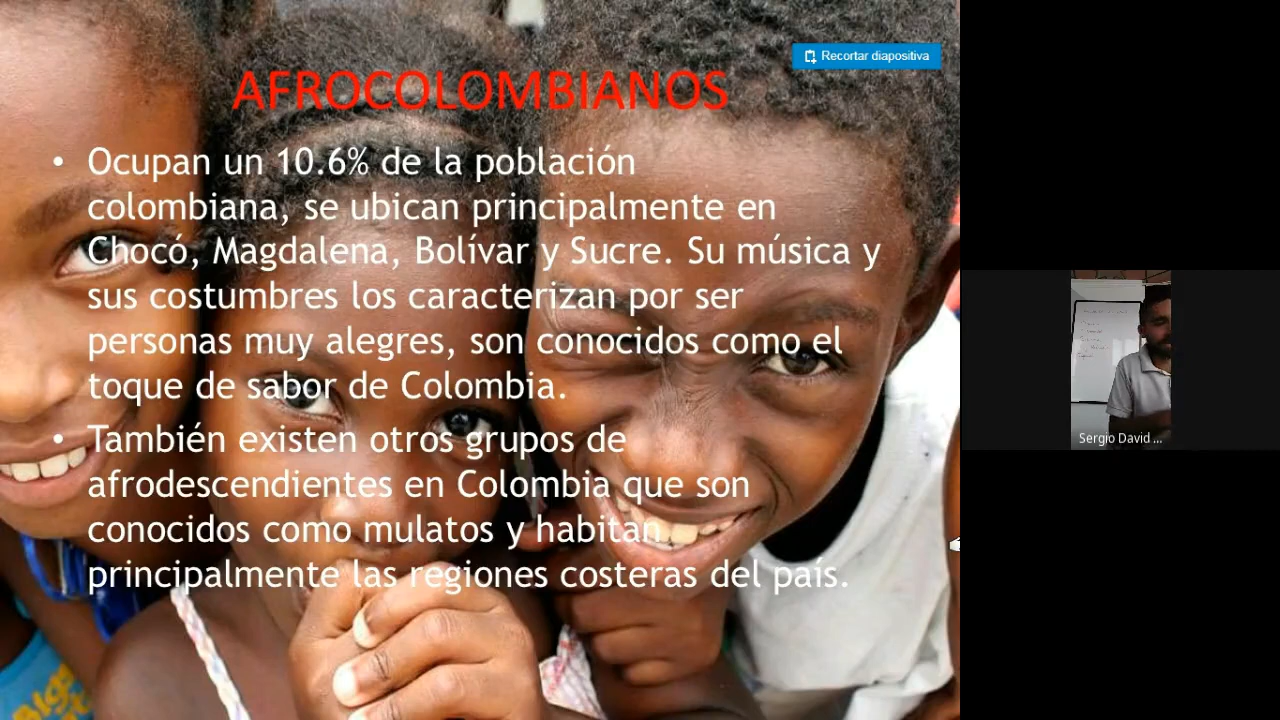 Recortar diapositiva
AFROCOLOMBIANOS
• Ocupan un 10.6% de la población
colombiana, se ubican principalmente en
Chocó, Magdalena, Bolívar y Sucre. Su música y
sus costumbres los caracterizan por ser
personas muy alegres, son conocidos como el
toque de sabor de Colombia.
• También existen otros grupos de
afrodescendientes en Colombia que son
conocidos como mulatos y habitan
principalmente las regiones costeras del país.
Sergio David ...